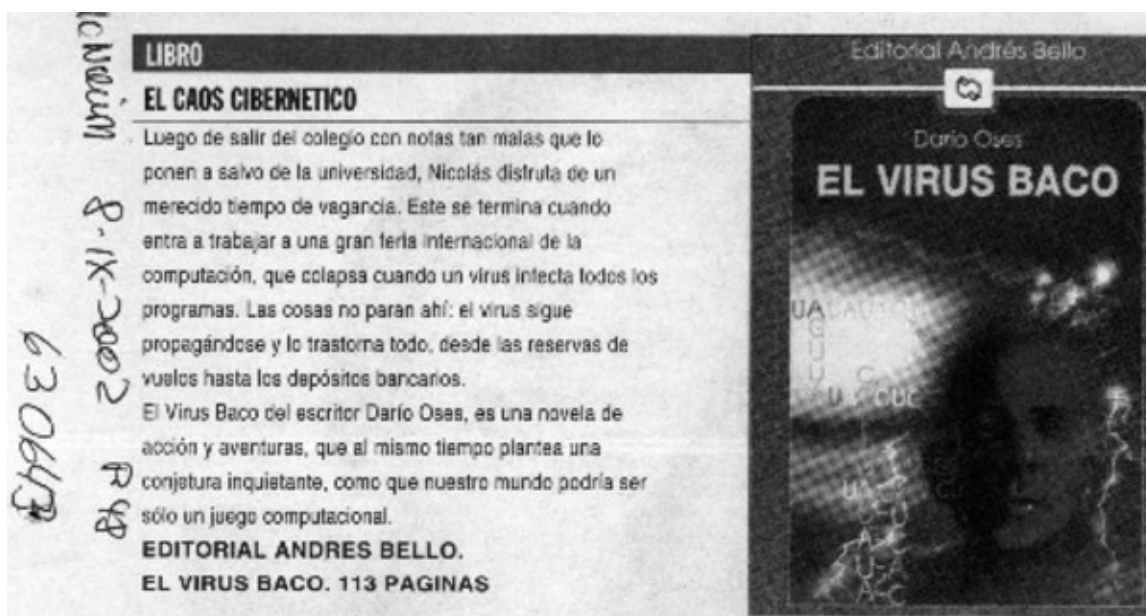 LIBRO
EL CAOS CIBERNETICO
Luego de salir del colegio con notas tan malas que lo
ponen a salvo de la universidad, Nicolás disfruta de un
merecido tiempo de vagancia. Este se termina cuando
entra a trabajar a una gran feria internacional de la
computación, que colapsa cuando un virus infecta todos los
programas. Las cosas no paran ahí: el virus sigue
propagándose y lo trastorna todo, desde las reservas de
vuelos hasta los depósitos bancarios.
El Virus Baco del escritor Darío Oses, es una novela de
acción y aventuras, que al mismo tiempo plantea una
conjetura inquietante, como que nuestro mundo podría ser
sólo un juego computacional.
EDITORIAL ANDRES BELLO.
EL VIRUS BACO. 113 PAGINAS
Editorial Andrés Bello
Darío Oses
EL VIRUS BACO
8-IX-2002